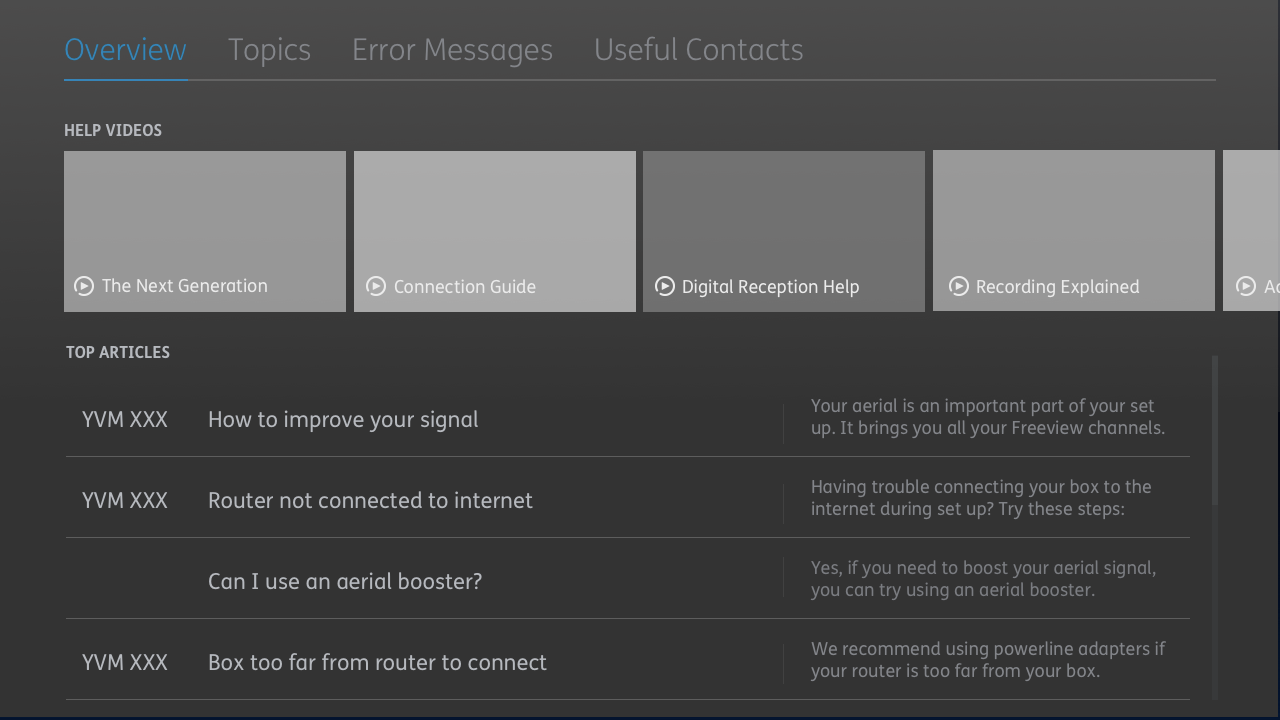 Overview Topics Error Messages Useful Contacts
HELP VIDEOS
The Next Generation
Connection Guide
Digital Reception Help
Recording Explained
TOP ARTICLES
YVM XXX How to improve your signal
Your aerial is an important part of your set
up. It brings you all your Freeview channels.
YVM XXX Router not connected to internet
Having trouble connecting your box to the
internet during set up? Try these steps:
Can I use an aerial booster?
Yes, if you need to boost your aerial signal,
you can try using an aerial booster.
YVM XXX Box too far from router to connect
We recommend using powerline adapters if
your router is too far from your box.